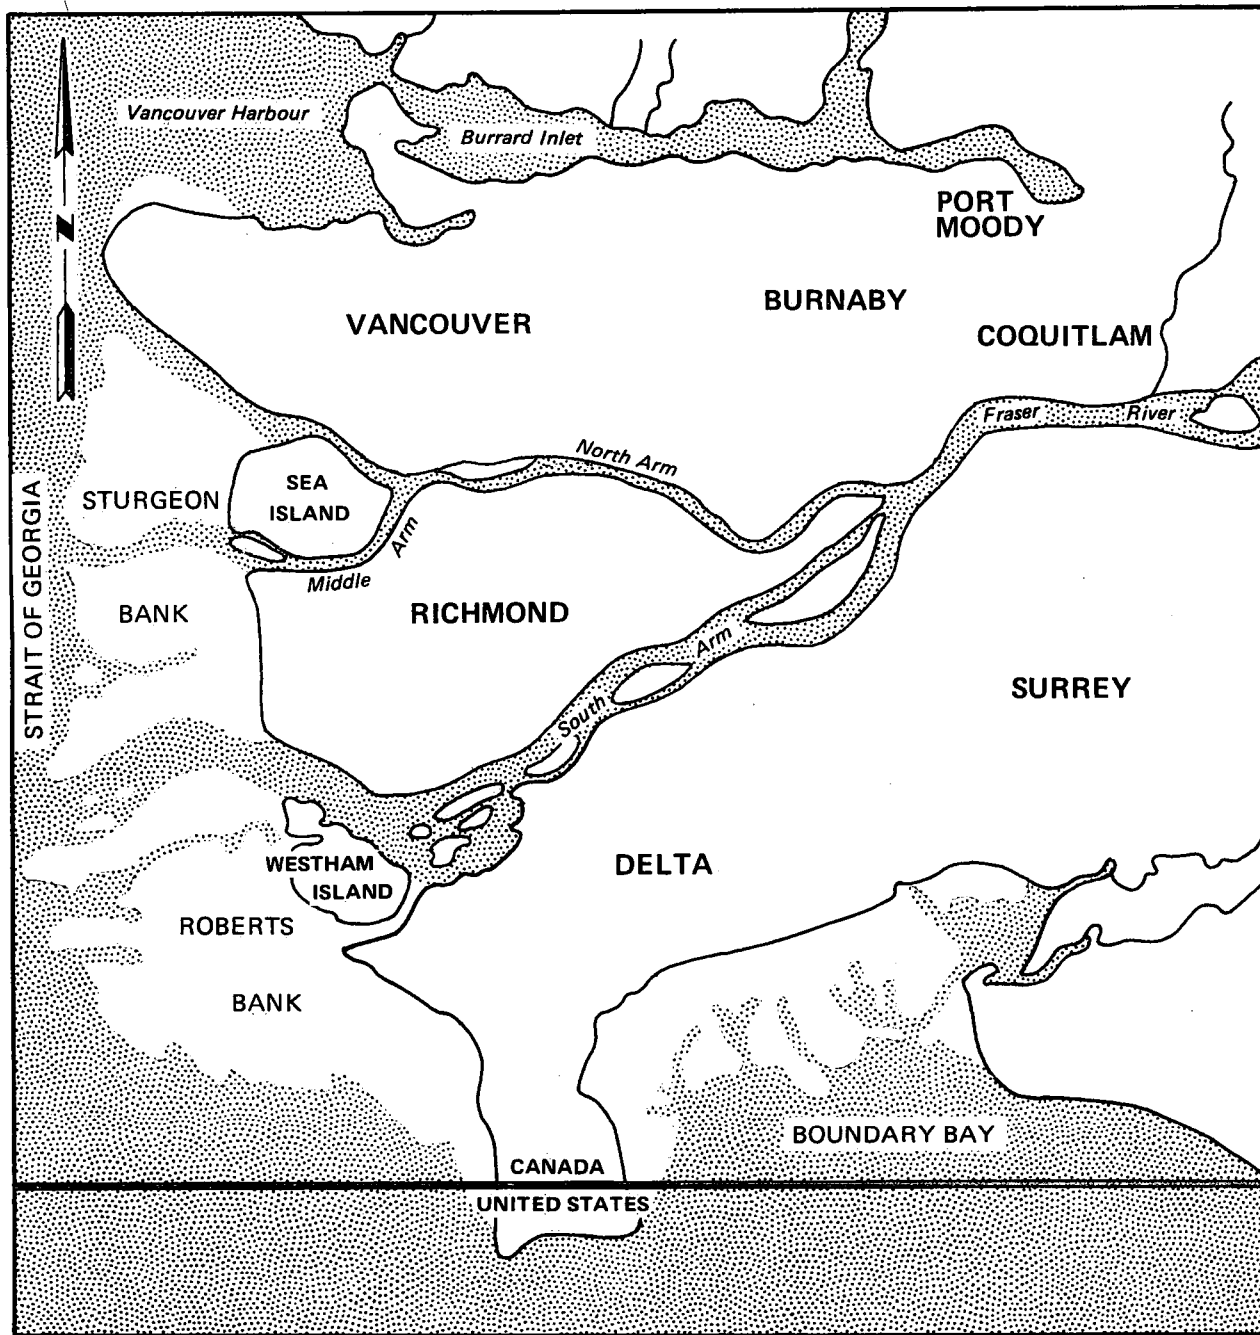 Vancouver Harbour
Burrard Inlet
PORT
MOODY
N
BURNABY
VANCOUVER
COQUITLAM
Fraser River
North Arm
SEA
ISLAND
STURGEON
Arm
Middle
STRAIT OF GEORGIA
BANK
RICHMOND
Arm
South
SURREY
WESTHAM
ISLAND
DELTA
ROBERTS
BANK
BOUNDARY BAY
CANADA
UNITED STATES